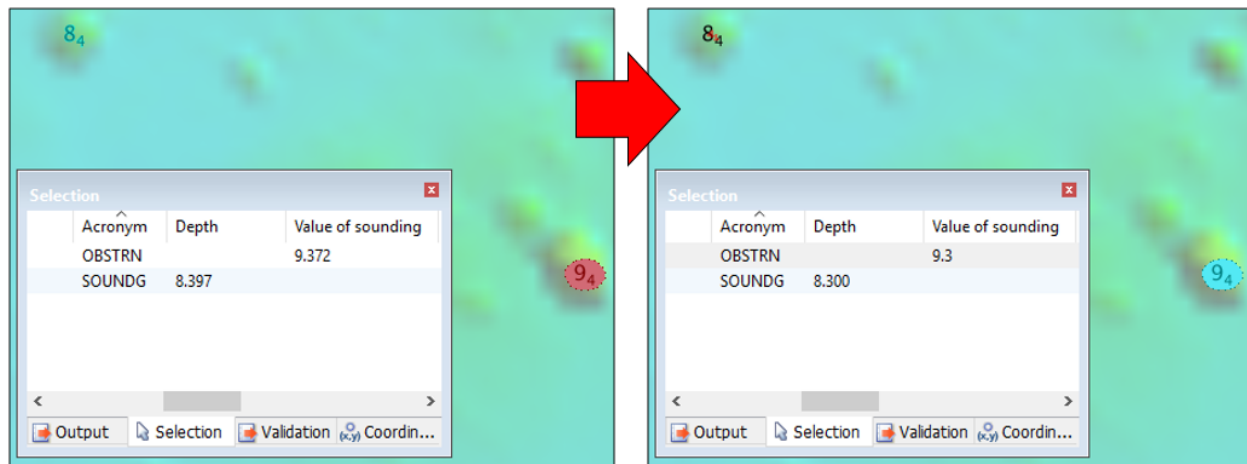 8₄
Selection
Acronym Depth Value of sounding
OBSTRN 9.372
SOUNDG 8.397
9₄
Output Selection Validation (x,y) Coordin...
8₄
Selection
Acronym Depth Value of sounding
OBSTRN 9.3
SOUNDG 8.300
9₄
Output Selection Validation (x,y) Coordin...